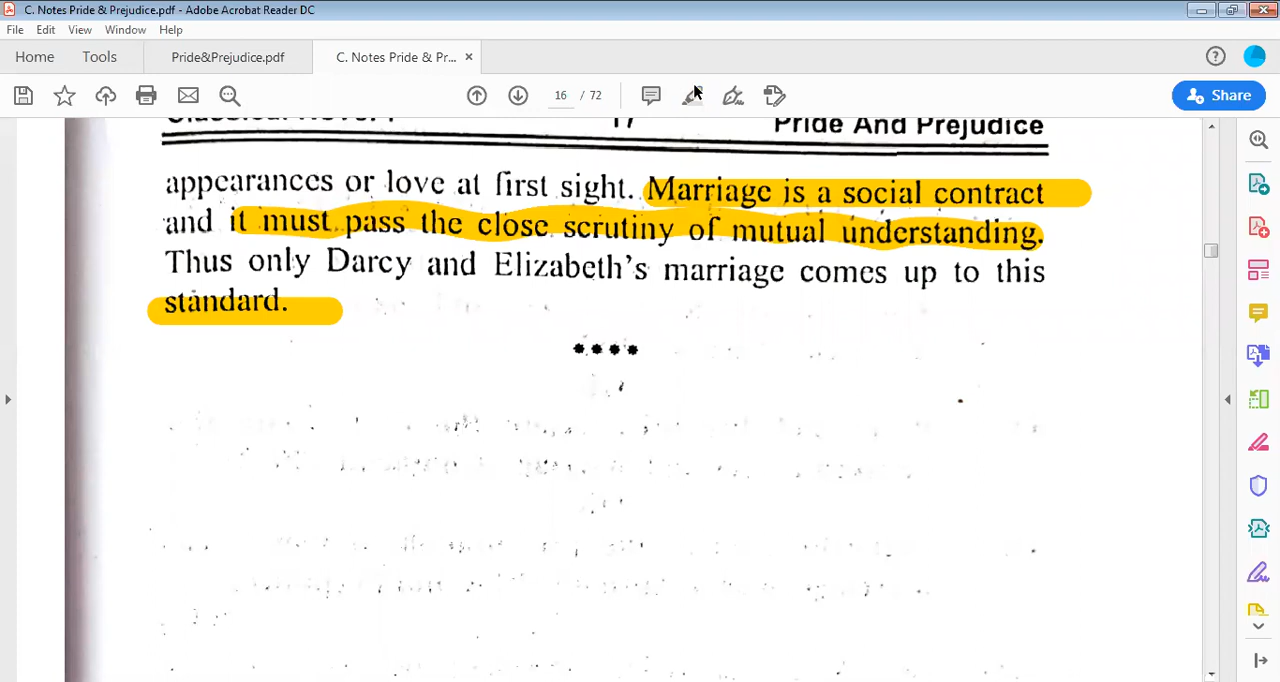 C. Notes Pride & Prejudice.pdf - Adobe Acrobat Reader DC
File Edit View Window Help
Home Tools Pride&Prejudice.pdf C. Notes Pride & Pr... ×
16 / 72 Share
Pride And Prejudice
appearances or love at first sight. Marriage is a social contract
and it must pass the close scrutiny of mutual understanding.
Thus only Darcy and Elizabeth's marriage comes up to this
standard.